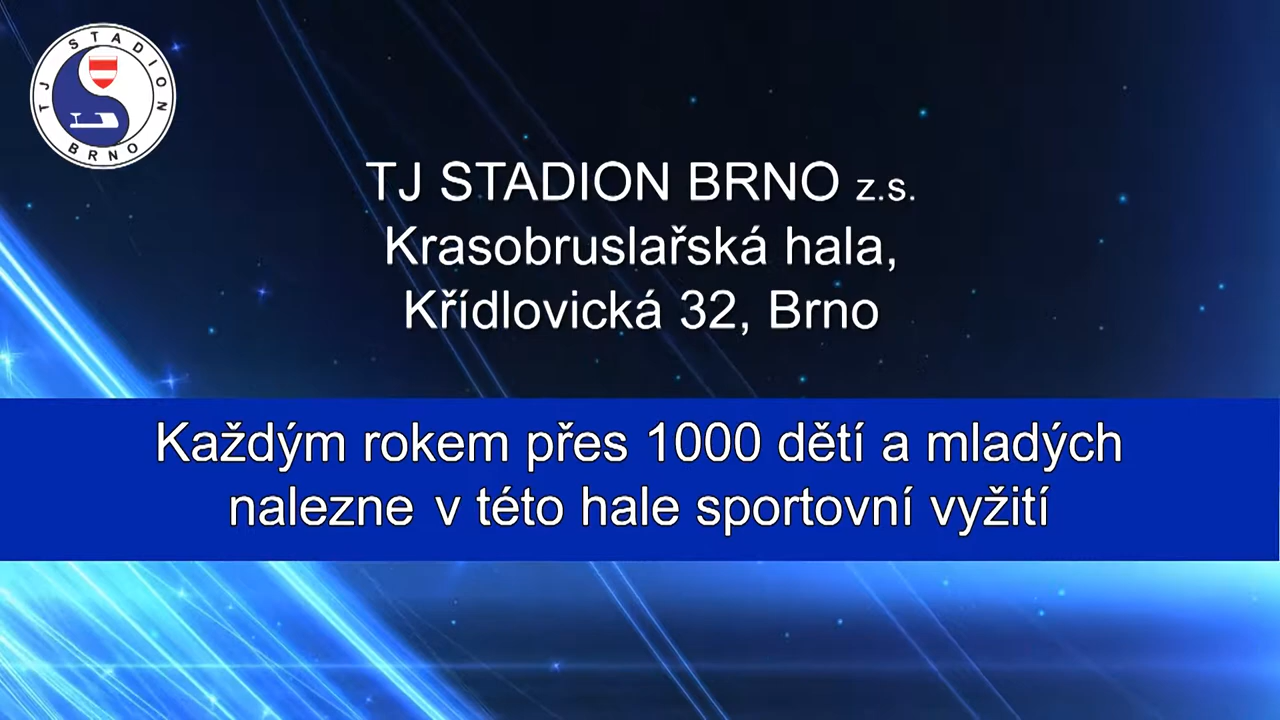 TJ STADION BRNO
TJ STADION BRNO z.s.
Krasobruslařská hala,
Křídlovická 32, Brno
Každým rokem přes 1000 dětí a mladých
nalezne v této hale sportovní vyžití